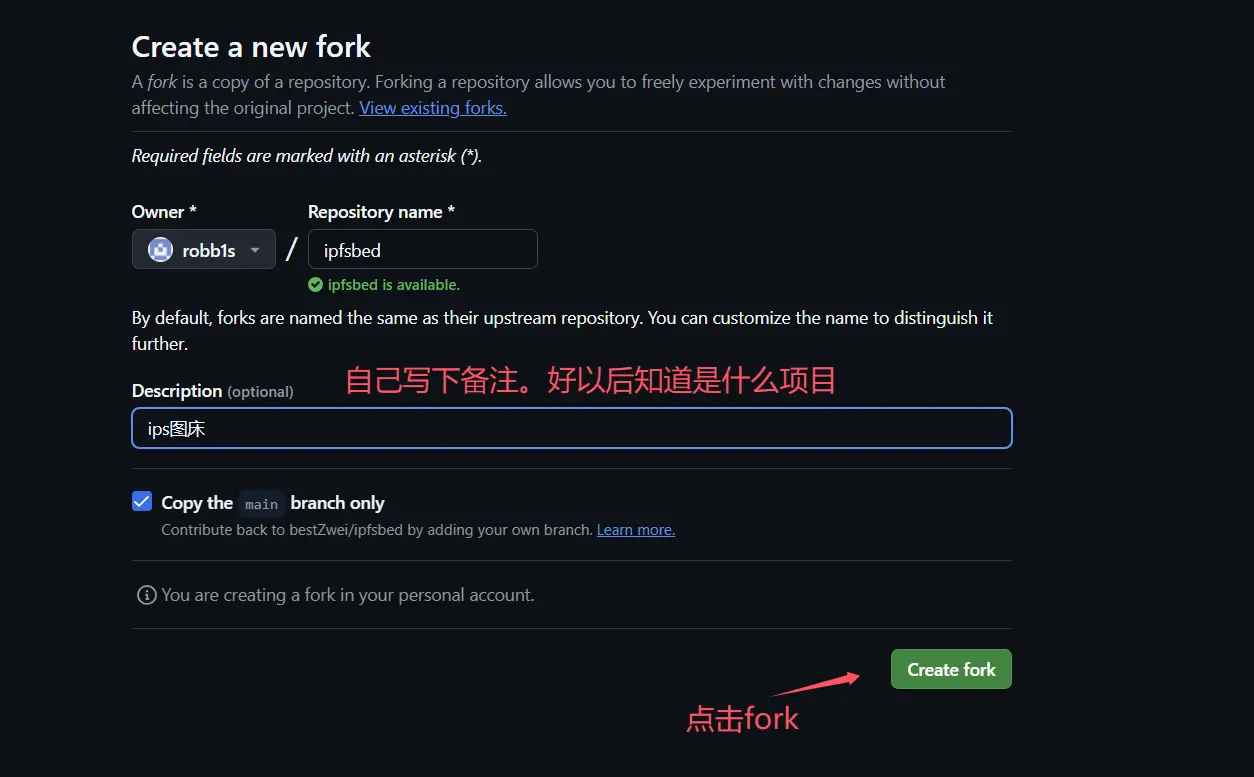 Create a new fork
A fork is a copy of a repository. Forking a repository allows you to freely experiment with changes without
affecting the original project. View existing forks.
Required fields are marked with an asterisk (*).
Owner * Repository name *
robb1s / ipfsbed
ipfsbed is available.
By default, forks are named the same as their upstream repository. You can customize the name to distinguish it
further.
自己写下备注。好以后知道是什么项目
Description (optional)
ips图床
Copy the main branch only
Contribute back to bestZwei/ipfsbed by adding your own branch. Learn more.
You are creating a fork in your personal account.
Create fork
点击fork